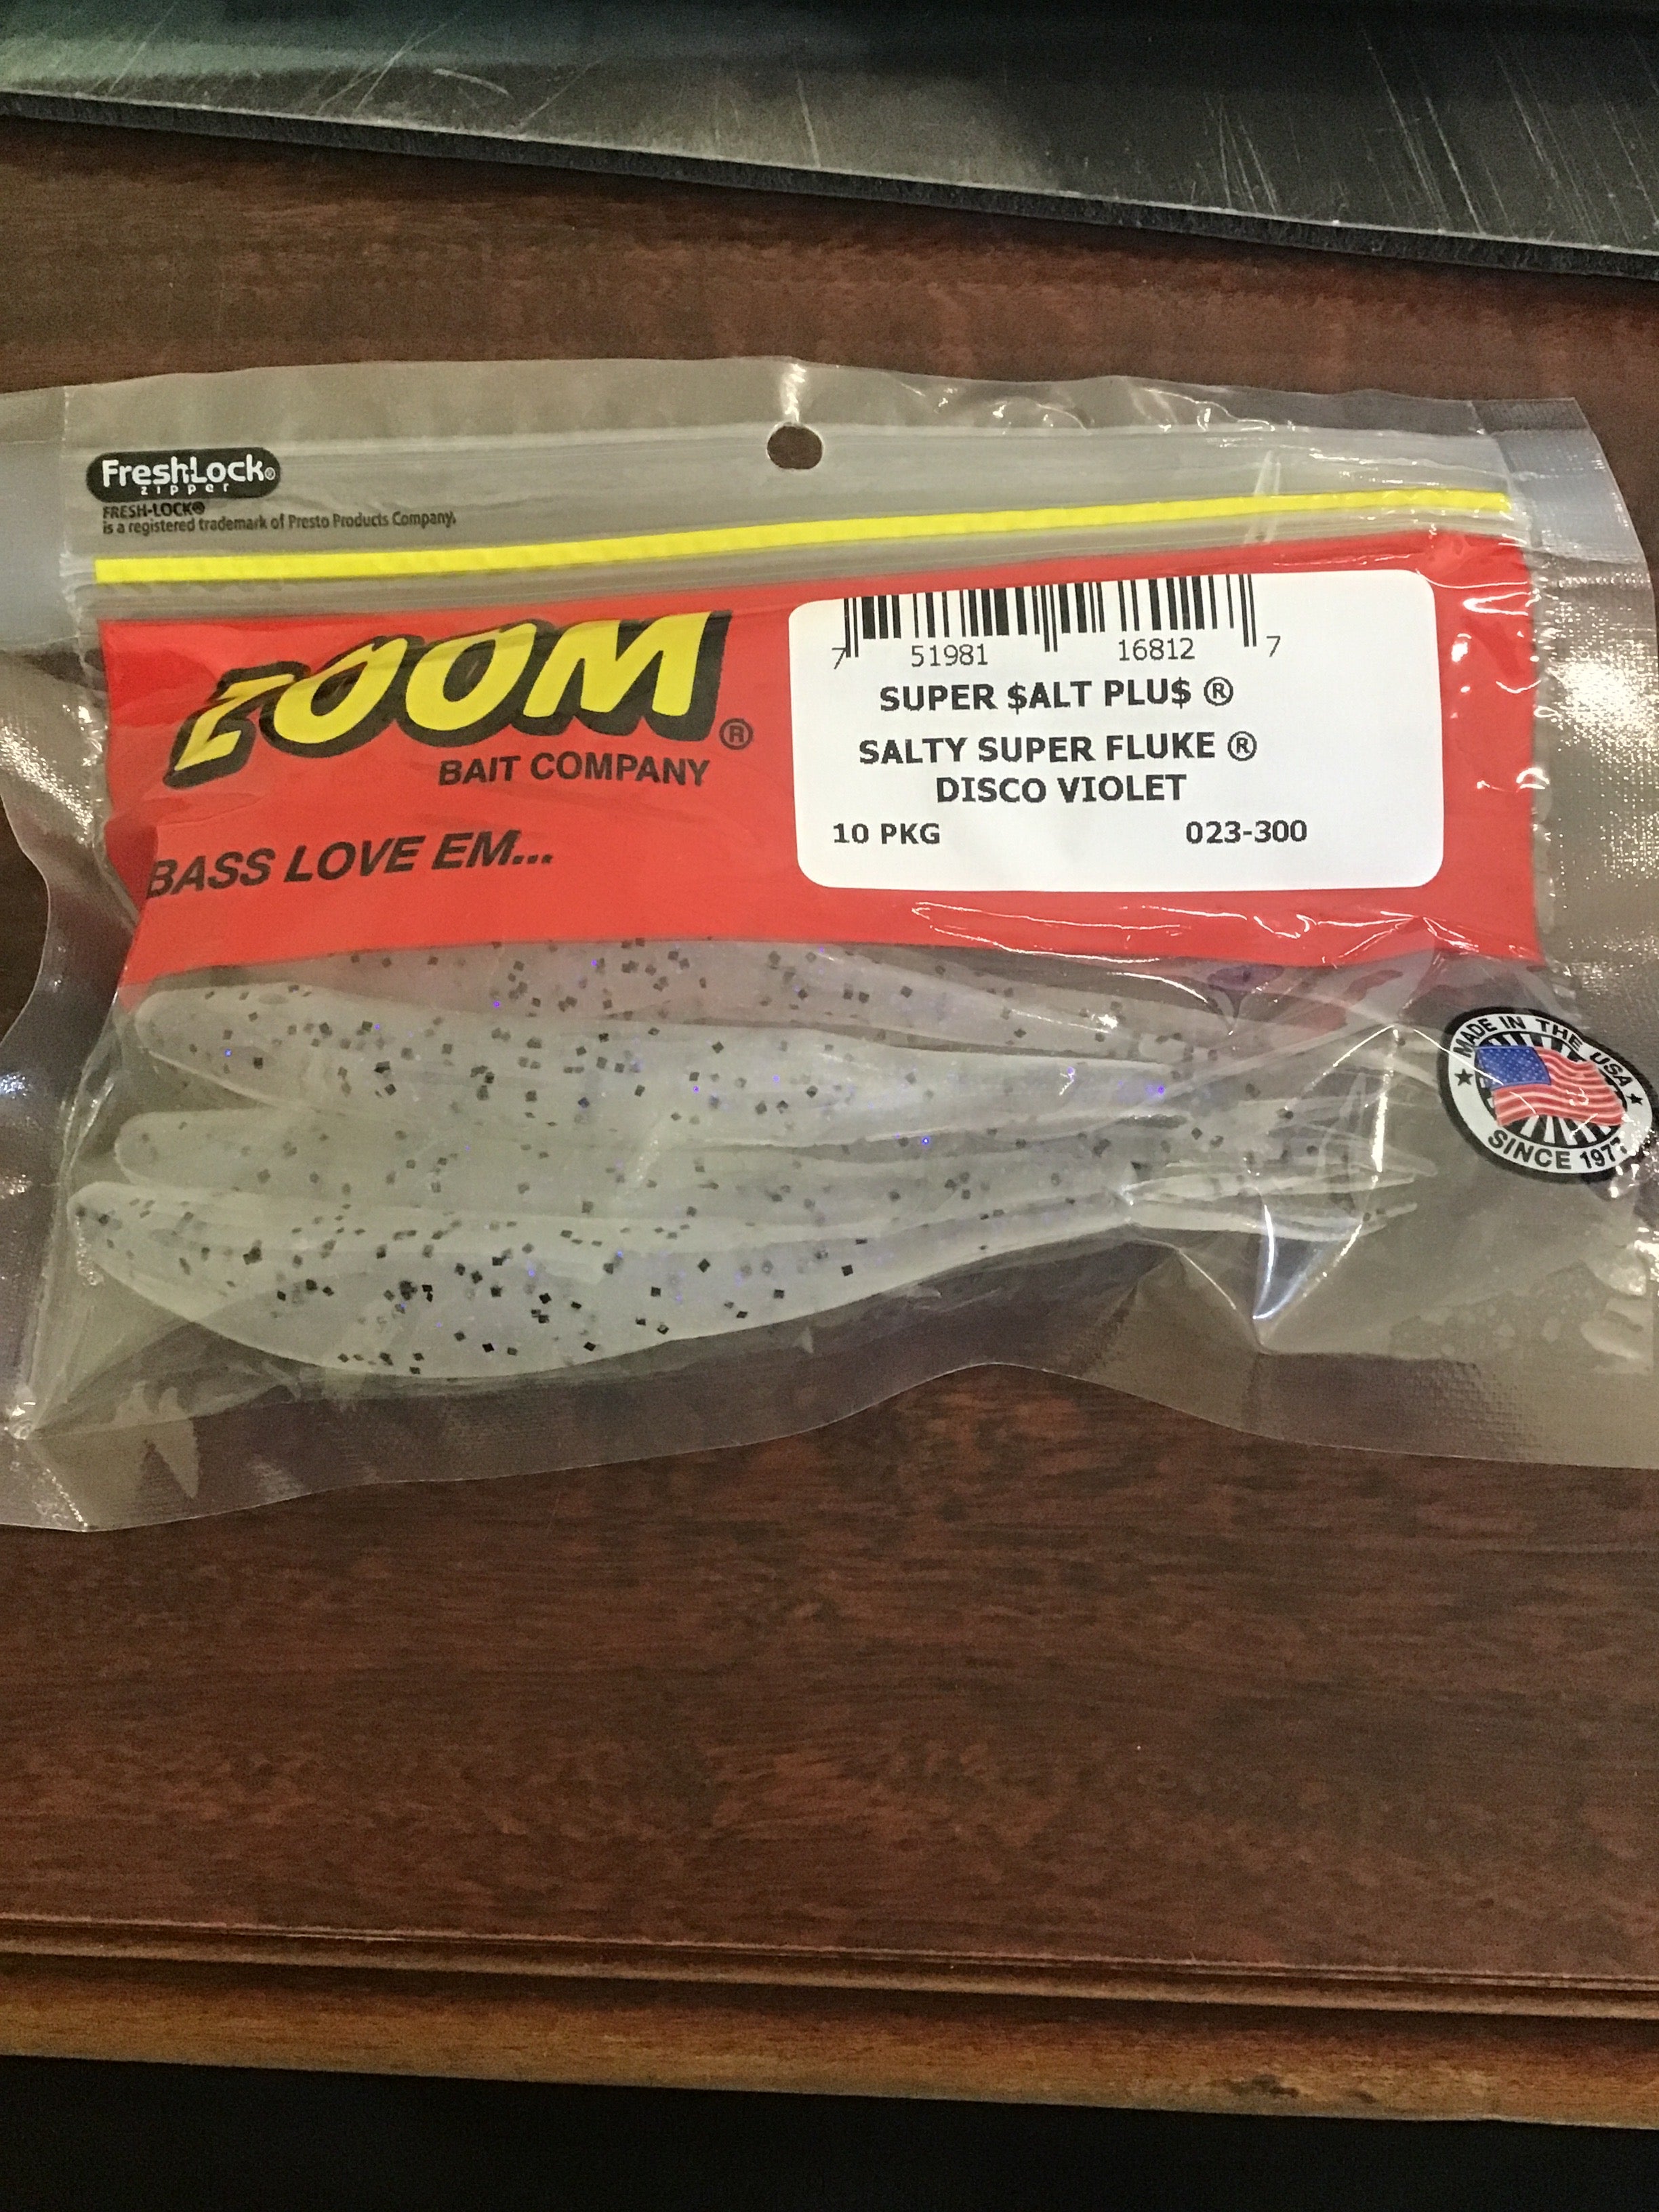 FreshLock®
zipper
FRESH-LOCK®
is a registered trademark of Presto Products Company.
ZOOM®
BAIT COMPANY
BASS LOVE EM...
7 51981 16812 7
SUPER $ALT PLU$ ®
SALTY SUPER FLUKE ®
DISCO VIOLET
10 PKG 023-300
MADE IN THE USA
SINCE 1977